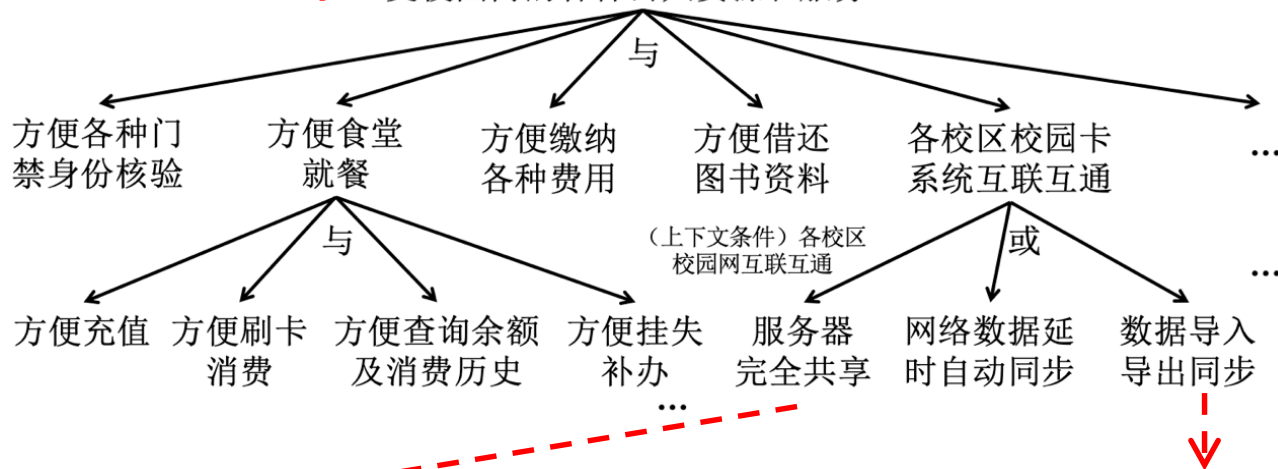 与
方便各种门
禁身份核验
方便食堂
就餐
方便缴纳
各种费用
方便借还
图书资料
各校区校园卡
系统互联互通
...
与
(上下文条件)各校区
校园网互联互通
或
...
方便充值
方便刷卡
消费
方便查询余额
及消费历史
方便挂失
补办
服务器
完全共享
网络数据延
时自动同步
数据导入
导出同步
...